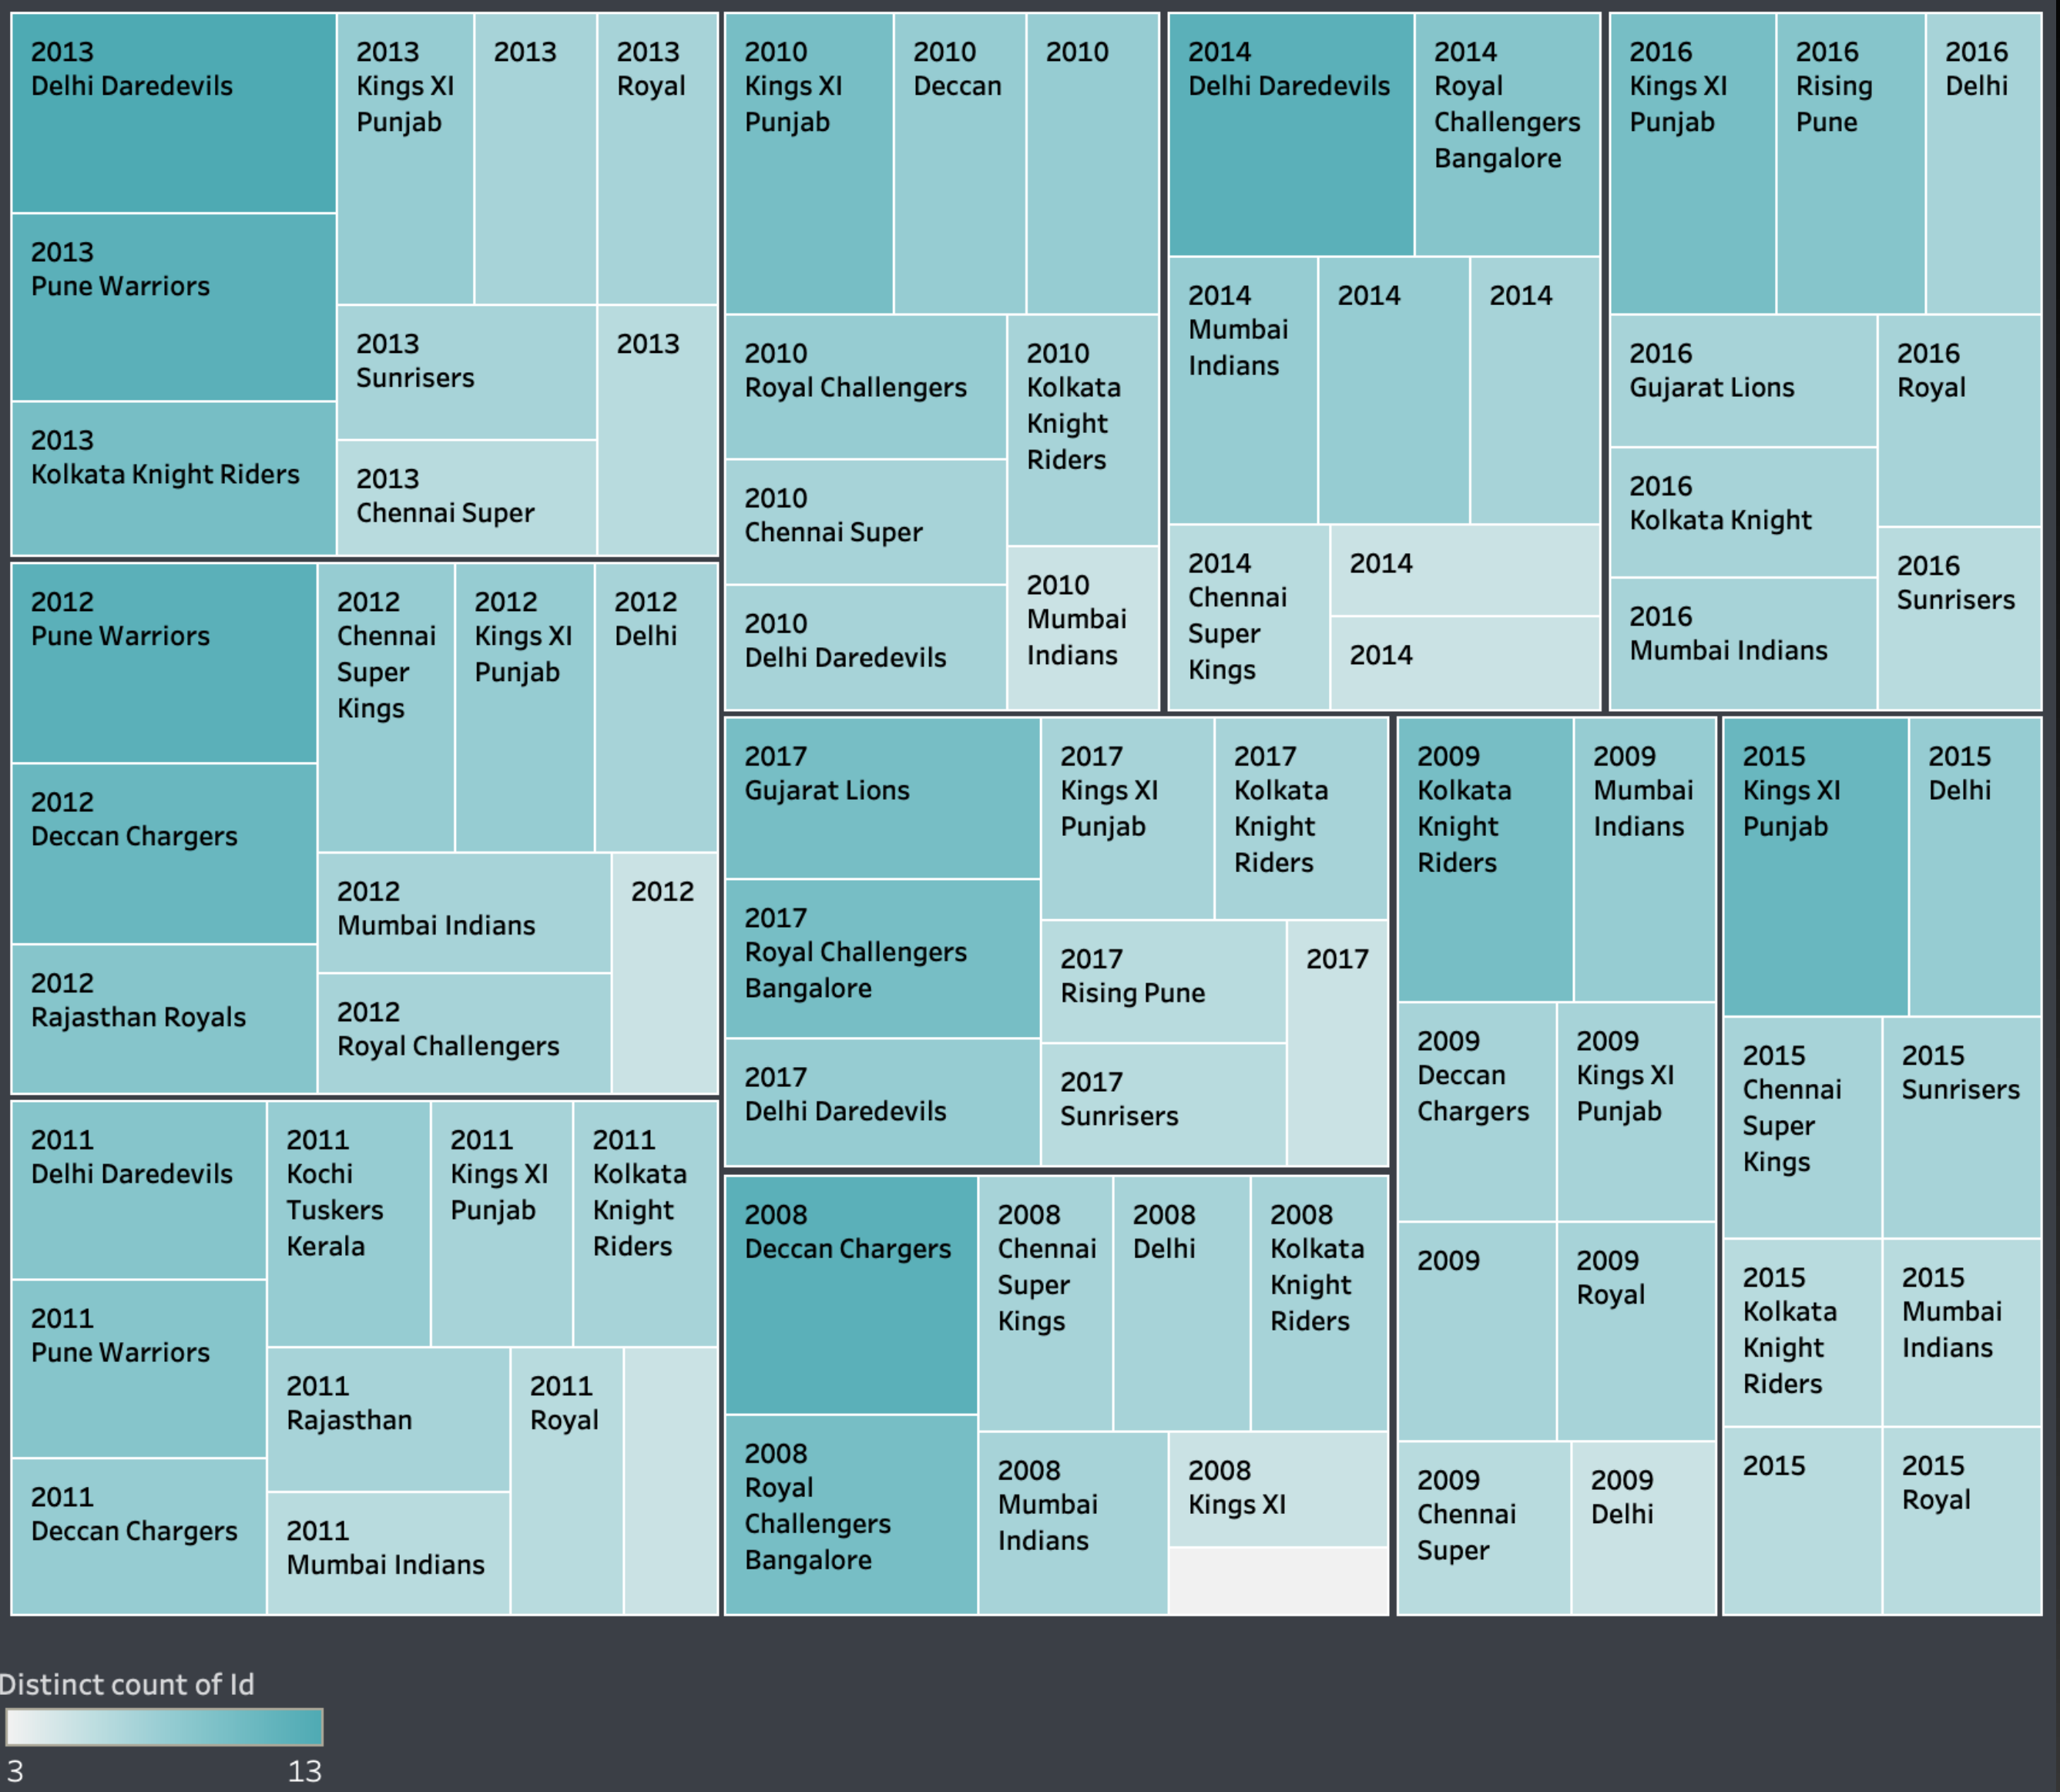 2013
Delhi Daredevils
2013
Kings XI
Punjab
2013
2013
Royal
2013
Pune Warriors
2013
Kolkata Knight Riders
2013
Sunrisers
2013
2013
Chennai Super
2012
Pune Warriors
2012
Chennai
Super
Kings
2012
Kings XI
Punjab
2012
Delhi
2012
Deccan Chargers
2012
Mumbai Indians
2012
2012
Rajasthan Royals
2012
Royal Challengers
2011
Delhi Daredevils
2011
Kochi
Tuskers
Kerala
2011
Kings XI
Punjab
2011
Kolkata
Knight
Riders
2011
Pune Warriors
2011
Rajasthan
2011
Royal
2011
Deccan Chargers
2011
Mumbai Indians
2010
Kings XI
Punjab
2010
Deccan
2010
2010
Royal Challengers
2010
Kolkata
Knight
Riders
2010
Chennai Super
2010
Delhi Daredevils
2010
Mumbai
Indians
2014
Delhi Daredevils
2014
Royal
Challengers
Bangalore
2014
Mumbai
Indians
2014
2014
2014
Chennai
Super
Kings
2014
2014
2016
Kings XI
Punjab
2016
Rising
Pune
2016
Delhi
2016
Gujarat Lions
2016
Royal
2016
Kolkata Knight
2016
Sunrisers
2016
Mumbai Indians
2017
Gujarat Lions
2017
Kings XI
Punjab
2017
Kolkata
Knight
Riders
2017
Royal Challengers
Bangalore
2017
Rising Pune
2017
2017
Delhi Daredevils
2017
Sunrisers
2008
Deccan Chargers
2008
Chennai
Super
Kings
2008
Delhi
2008
Kolkata
Knight
Riders
2008
Royal
Challengers
Bangalore
2008
Mumbai
Indians
2008
Kings XI
2009
Kolkata
Knight
Riders
2009
Mumbai
Indians
2009
Deccan
Chargers
2009
Kings XI
Punjab
2009
2009
Royal
2009
Chennai
Super
2009
Delhi
2015
Kings XI
Punjab
2015
Delhi
2015
Chennai
Super
Kings
2015
Sunrisers
2015
Kolkata
Knight
Riders
2015
Mumbai
Indians
2015
2015
Royal
Distinct count of Id
3
13